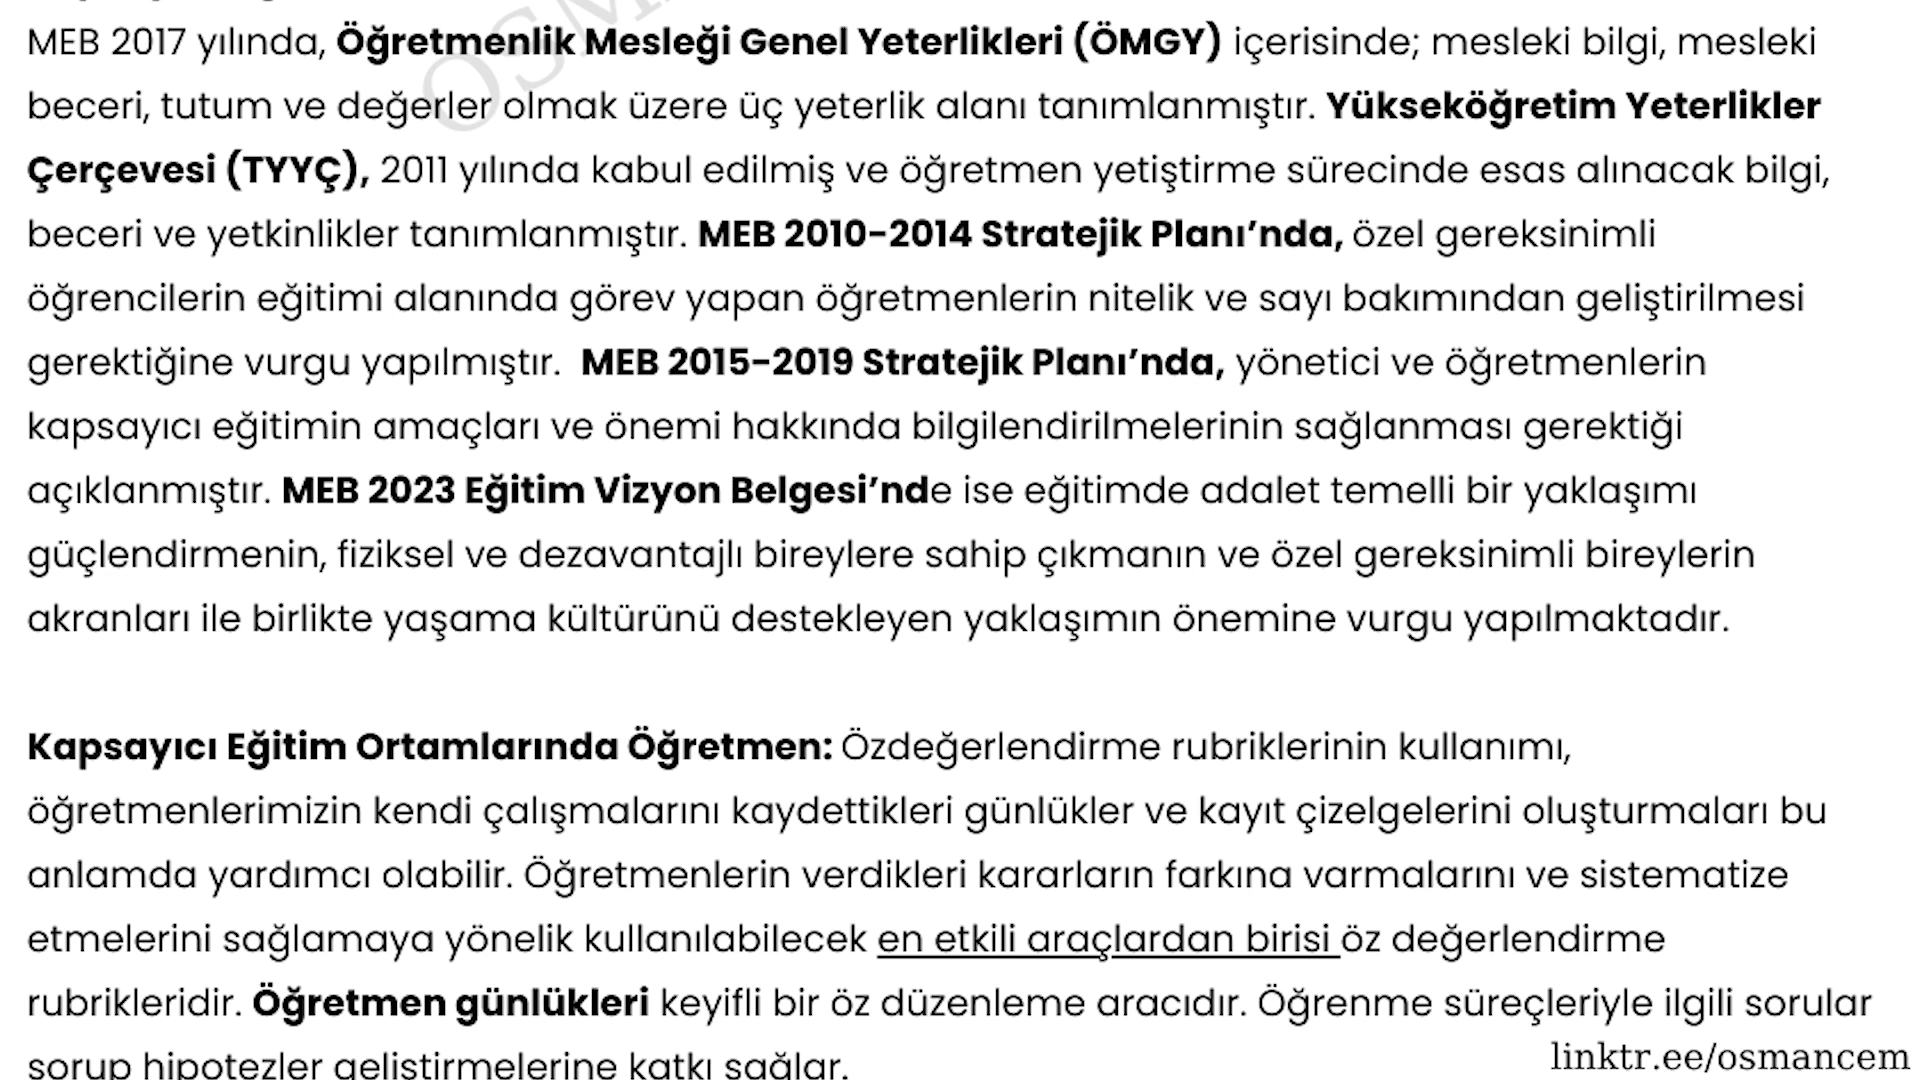 MEB 2017 yılında, Öğretmenlik Mesleği Genel Yeterlikleri (ÖMGY) içerisinde; mesleki bilgi, mesleki
beceri, tutum ve değerler olmak üzere üç yeterlik alanı tanımlanmıştır. Yükseköğretim Yeterlikler
Çerçevesi (TYYÇ), 2011 yılında kabul edilmiş ve öğretmen yetiştirme sürecinde esas alınacak bilgi,
beceri ve yetkinlikler tanımlanmıştır. MEB 2010-2014 Stratejik Planı’nda, özel gereksinimli
öğrencilerin eğitimi alanında görev yapan öğretmenlerin nitelik ve sayı bakımından geliştirilmesi
gerektiğine vurgu yapılmıştır. MEB 2015-2019 Stratejik Planı’nda, yönetici ve öğretmenlerin
kapsayıcı eğitimin amaçları ve önemi hakkında bilgilendirilmelerinin sağlanması gerektiği
açıklanmıştır. MEB 2023 Eğitim Vizyon Belgesi’nde ise eğitimde adalet temelli bir yaklaşımı
güçlendirmenin, fiziksel ve dezavantajlı bireylere sahip çıkmanın ve özel gereksinimli bireylerin
akranları ile birlikte yaşama kültürünü destekleyen yaklaşımın önemine vurgu yapılmaktadır.
Kapsayıcı Eğitim Ortamlarında Öğretmen: Özdeğerlendirme rubriklerinin kullanımı,
öğretmenlerimizin kendi çalışmalarını kaydettikleri günlükler ve kayıt çizelgelerini oluşturmaları bu
anlamda yardımcı olabilir. Öğretmenlerin verdikleri kararların farkına varmalarını ve sistematize
etmelerini sağlamaya yönelik kullanılabilecek en etkili araçlardan birisi öz değerlendirme
rubrikleridir. Öğretmen günlükleri keyifli bir öz düzenleme aracıdır. Öğrenme süreçleriyle ilgili sorular
sorup hipotezler geliştirmelerine katkı sağlar.
linktr.ee/osmancem